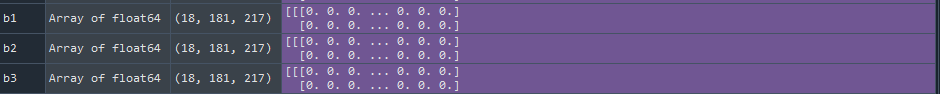 b1 Array of float64 (18, 181, 217) [[[0. 0. 0. ... 0. 0. 0.]
[0. 0. 0. ... 0. 0. 0.]
b2 Array of float64 (18, 181, 217) [[[0. 0. 0. ... 0. 0. 0.]
[0. 0. 0. ... 0. 0. 0.]
b3 Array of float64 (18, 181, 217) [[[0. 0. 0. ... 0. 0. 0.]
[0. 0. 0. ... 0. 0. 0.]